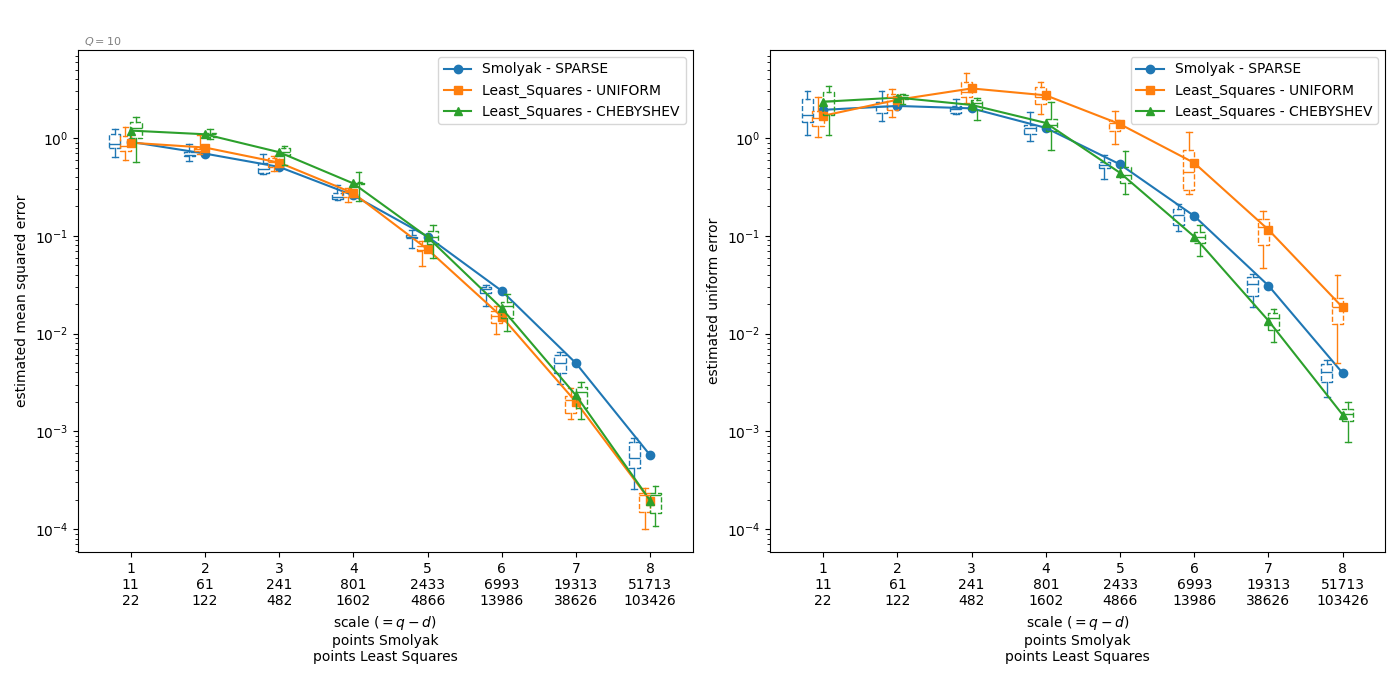 Q = 10
Smolyak - SPARSE
Least_Squares - UNIFORM
Least_Squares - CHEBYSHEV
estimated mean squared error
10⁰
10⁻¹
10⁻²
10⁻³
10⁻⁴
1 2 3 4 5 6 7 8
11 61 241 801 2433 6993 19313 51713
22 122 482 1602 4866 13986 38626 103426
scale (= q − d)
points Smolyak
points Least Squares
Smolyak - SPARSE
Least_Squares - UNIFORM
Least_Squares - CHEBYSHEV
estimated uniform error
10⁰
10⁻¹
10⁻²
10⁻³
10⁻⁴
1 2 3 4 5 6 7 8
11 61 241 801 2433 6993 19313 51713
22 122 482 1602 4866 13986 38626 103426
scale (= q − d)
points Smolyak
points Least Squares